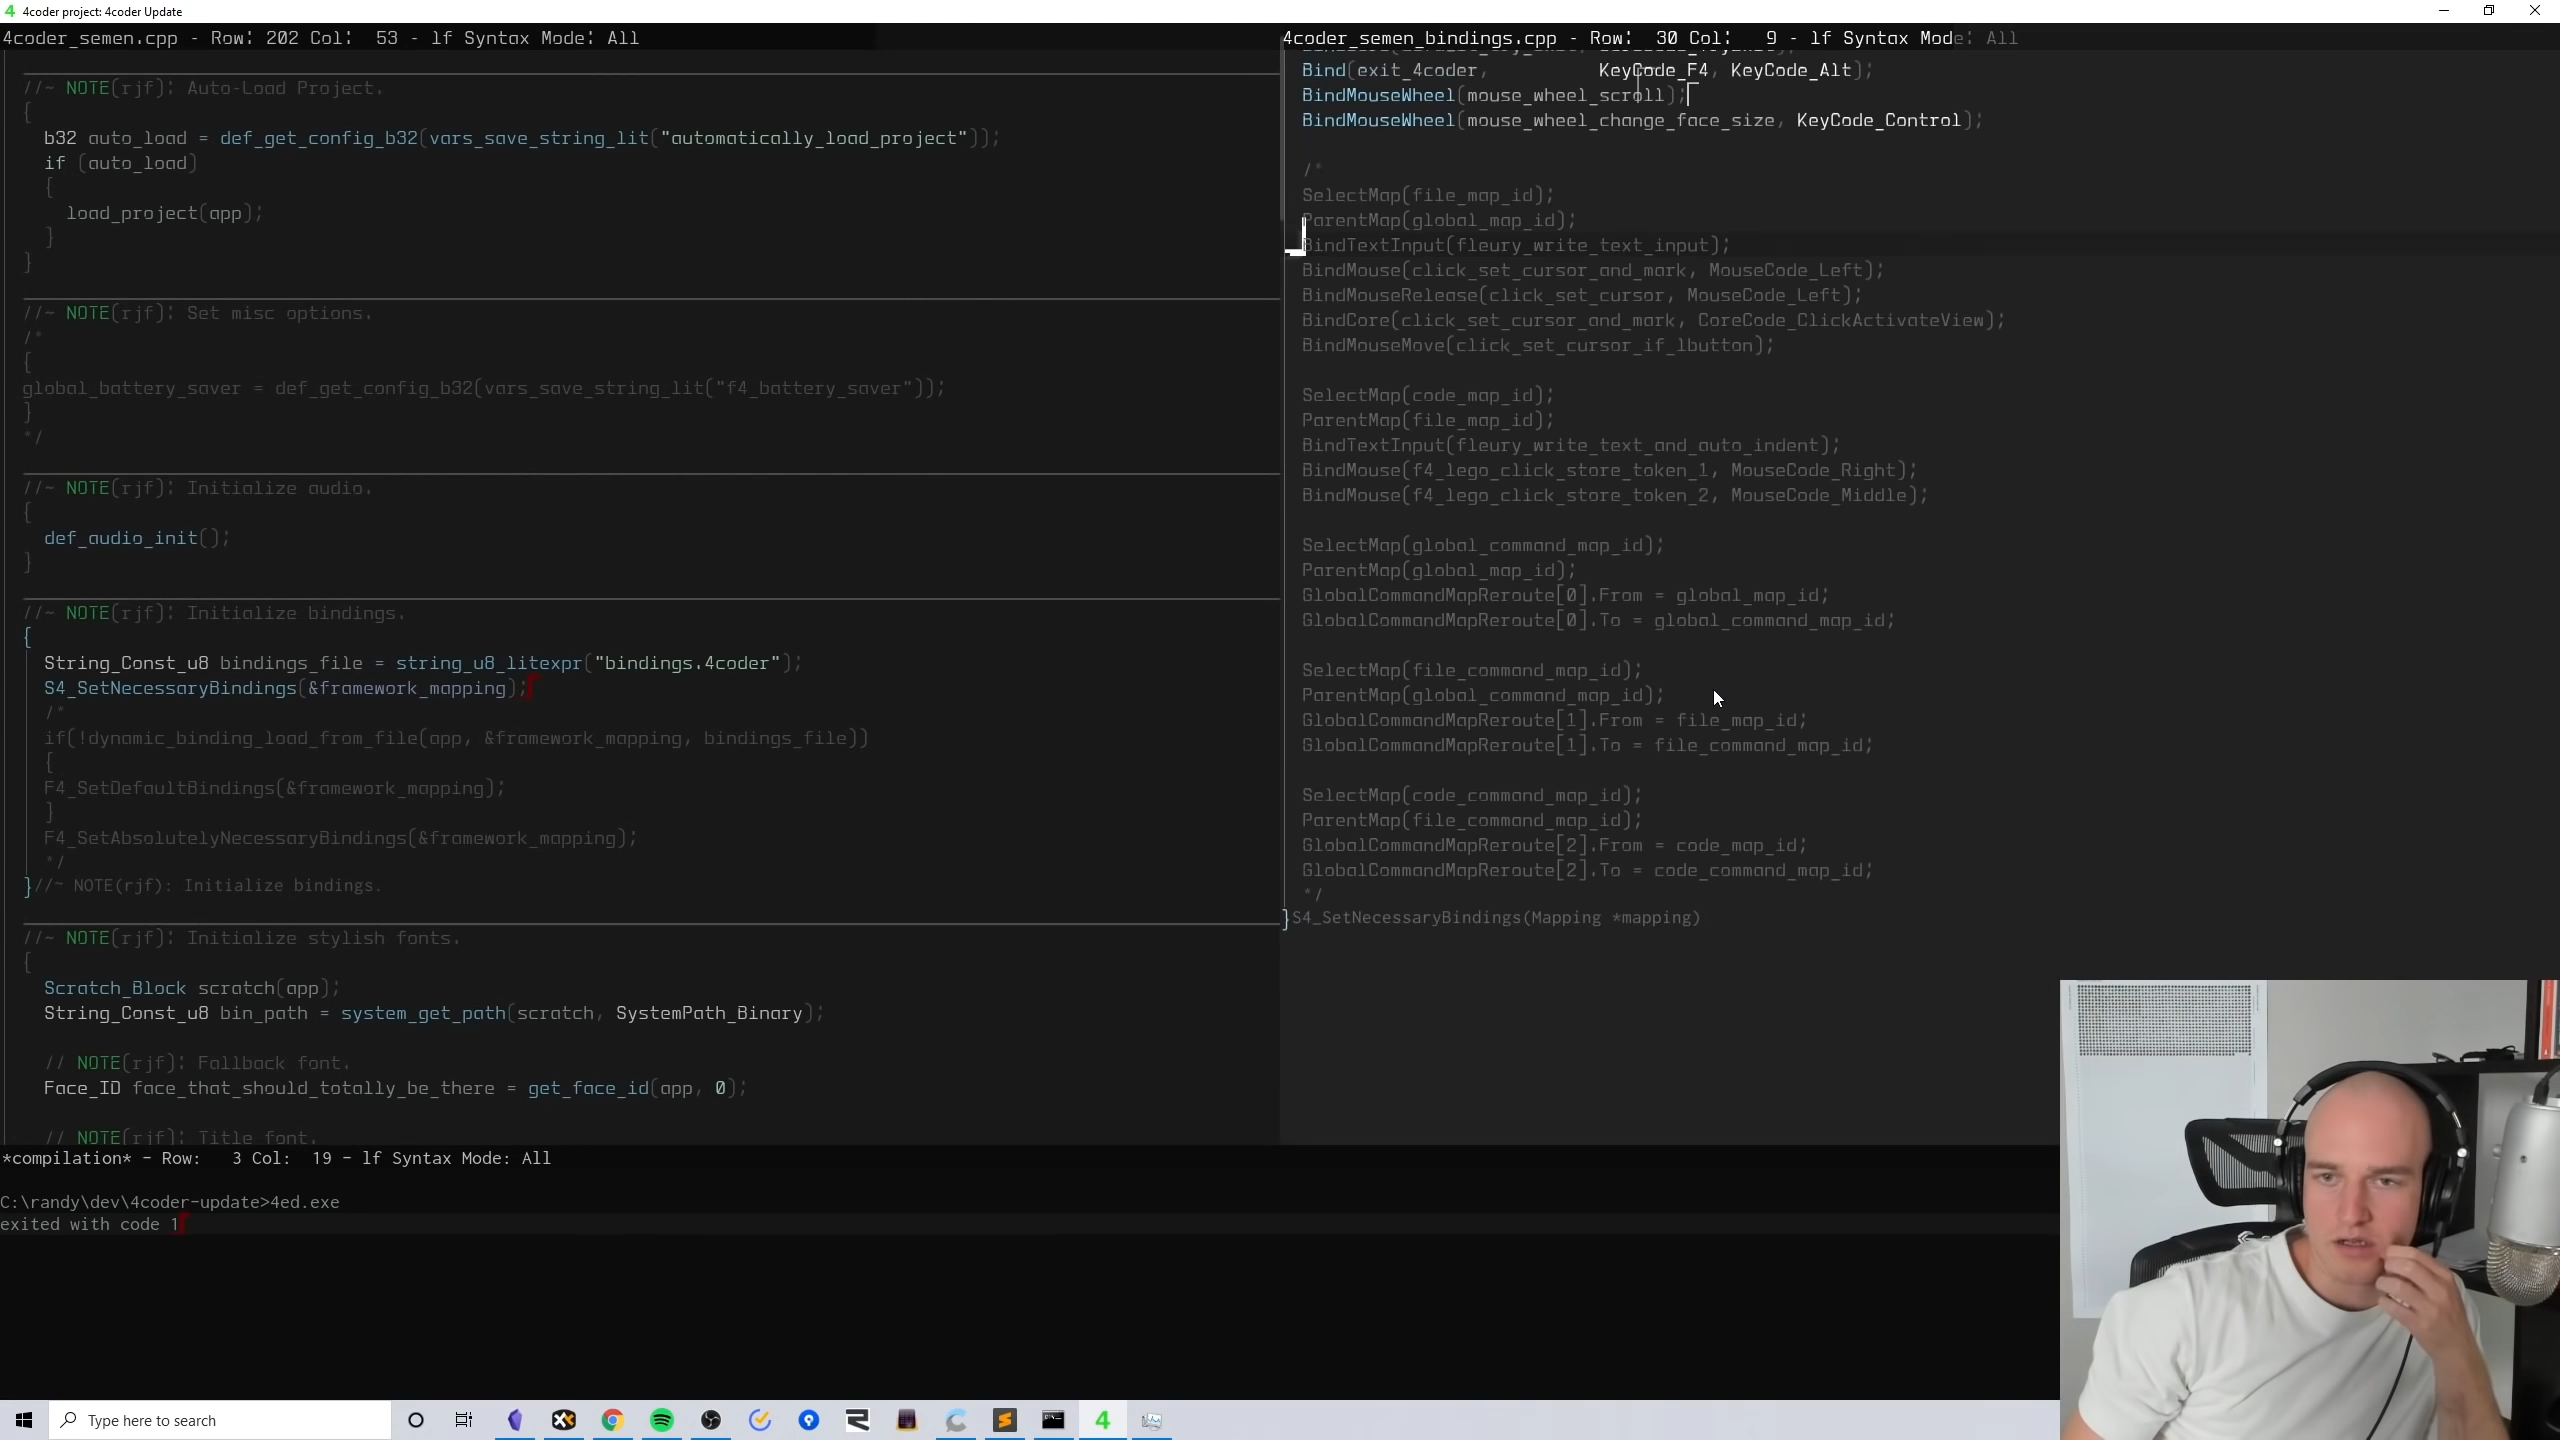 4coder project: 4coder Update
4coder_semen.cpp - Row: 202 Col:  53 - lf Syntax Mode: All
//~ NOTE(rjf): Auto-Load Project.
{
b32 auto_load = def_get_config_b32(vars_save_string_lit("automatically_load_project"));
if (auto_load)
{
load_project(app);
}
}
//~ NOTE(rjf): Set misc options.
/*
{
global_battery_saver = def_get_config_b32(vars_save_string_lit("f4_battery_saver"));
}
*/
//~ NOTE(rjf): Initialize audio.
{
def_audio_init();
}
//~ NOTE(rjf): Initialize bindings.
{
String_Const_u8 bindings_file = string_u8_litexpr("bindings.4coder");
S4_SetNecessaryBindings(&framework_mapping);
/*
if(!dynamic_binding_load_from_file(app, &framework_mapping, bindings_file))
{
F4_SetDefaultBindings(&framework_mapping);
}
F4_SetAbsolutelyNecessaryBindings(&framework_mapping);
*/
}//~ NOTE(rjf): Initialize bindings.
//~ NOTE(rjf): Initialize stylish fonts.
{
Scratch_Block scratch(app);
String_Const_u8 bin_path = system_get_path(scratch, SystemPath_Binary);
// NOTE(rjf): Fallback font.
Face_ID face_that_should_totally_be_there = get_face_id(app, 0);
// NOTE(rjf): Title font.
4coder_semen_bindings.cpp - Row:  30 Col:   9 - lf Syntax Mode: All
Bind(exit_4coder,          KeyCode_F4, KeyCode_Alt);
BindMouseWheel(mouse_wheel_scroll);
BindMouseWheel(mouse_wheel_change_face_size, KeyCode_Control);
/*
SelectMap(file_map_id);
ParentMap(global_map_id);
BindTextInput(fleury_write_text_input);
BindMouse(click_set_cursor_and_mark, MouseCode_Left);
BindMouseRelease(click_set_cursor, MouseCode_Left);
BindCore(click_set_cursor_and_mark, CoreCode_ClickActivateView);
BindMouseMove(click_set_cursor_if_lbutton);
SelectMap(code_map_id);
ParentMap(file_map_id);
BindTextInput(fleury_write_text_and_auto_indent);
BindMouse(f4_lego_click_store_token_1, MouseCode_Right);
BindMouse(f4_lego_click_store_token_2, MouseCode_Middle);
SelectMap(global_command_map_id);
ParentMap(global_map_id);
GlobalCommandMapReroute[0].From = global_map_id;
GlobalCommandMapReroute[0].To = global_command_map_id;
SelectMap(file_command_map_id);
ParentMap(global_command_map_id);
GlobalCommandMapReroute[1].From = file_map_id;
GlobalCommandMapReroute[1].To = file_command_map_id;
SelectMap(code_command_map_id);
ParentMap(file_command_map_id);
GlobalCommandMapReroute[2].From = code_map_id;
GlobalCommandMapReroute[2].To = code_command_map_id;
*/
}S4_SetNecessaryBindings(Mapping *mapping)
*compilation* - Row:   3 Col:  19 - lf Syntax Mode: All
C:\randy\dev\4coder-update>4ed.exe
exited with code 1
Type here to search